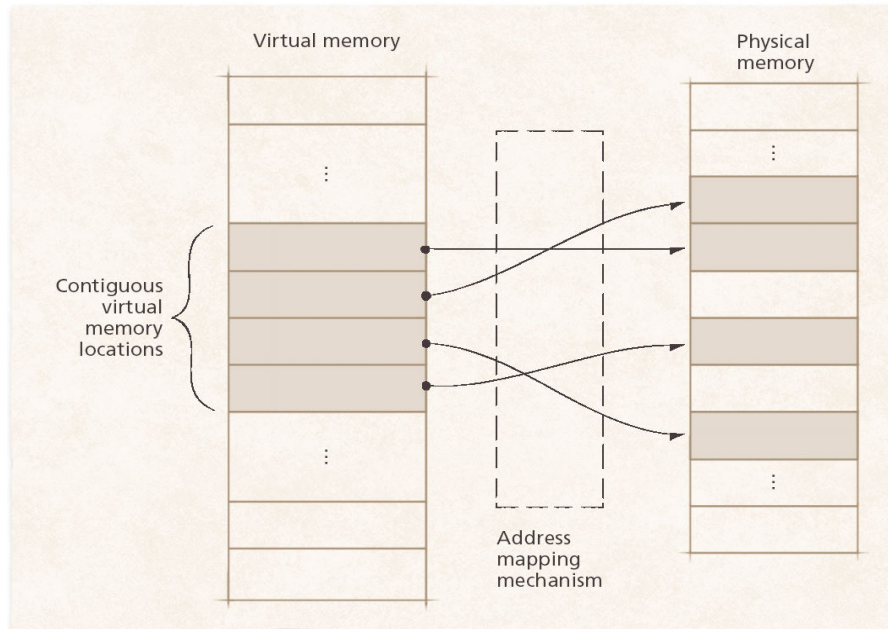 Virtual memory
Physical
memory
⋮
⋮
Contiguous
virtual
memory
locations
⋮
⋮
Address
mapping
mechanism